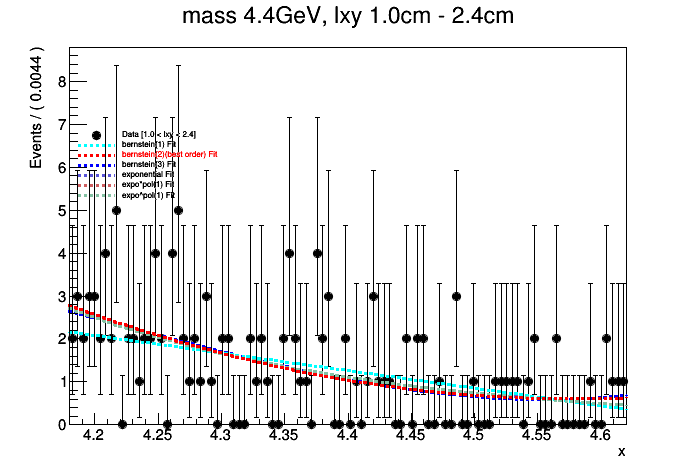 mass 4.4GeV, lxy 1.0cm - 2.4cm
Events / ( 0.0044 )
8
7
6
5
4
3
2
1
0
Data [1.0 < lxy < 2.4]
bernstein(1) Fit
bernstein(2)(best order) Fit
bernstein(3) Fit
exponential Fit
expo*pol(1) Fit
expo^pol(1) Fit
4.2 4.25 4.3 4.35 4.4 4.45 4.5 4.55 4.6
x